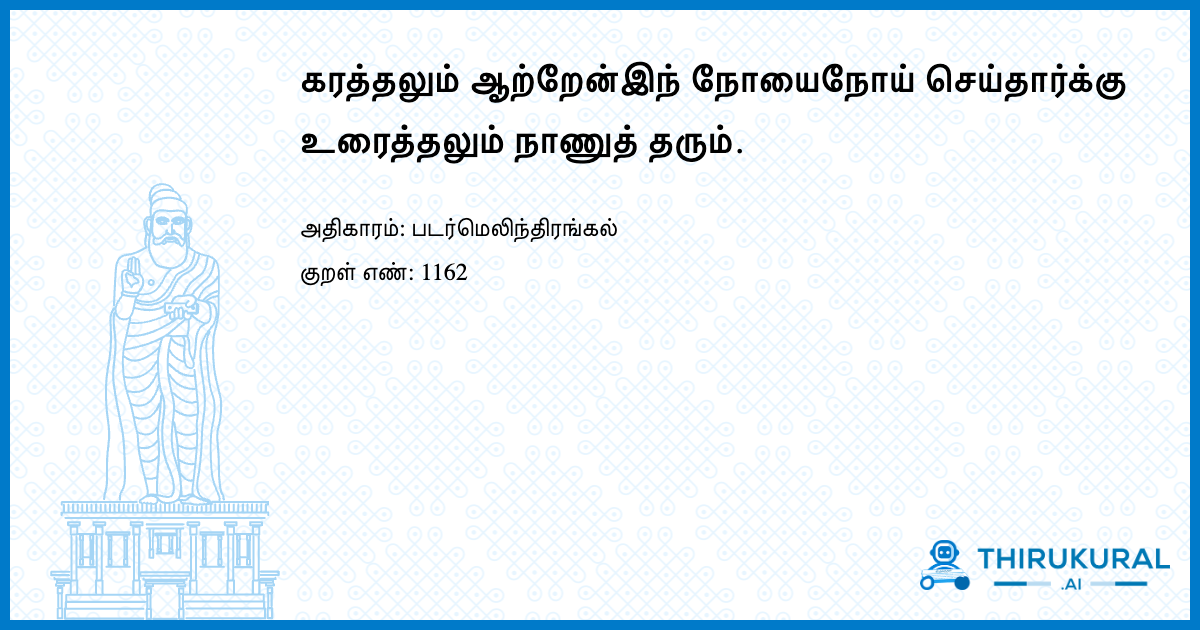 கரத்தலும் ஆற்றேன்இந் நோயைநோய் செய்தார்க்கு
உரைத்தலும் நாணுத் தரும்.
அதிகாரம்: படர்மெலிந்திரங்கல்
குறள் எண்: 1162
THIRUKURAL
.AI